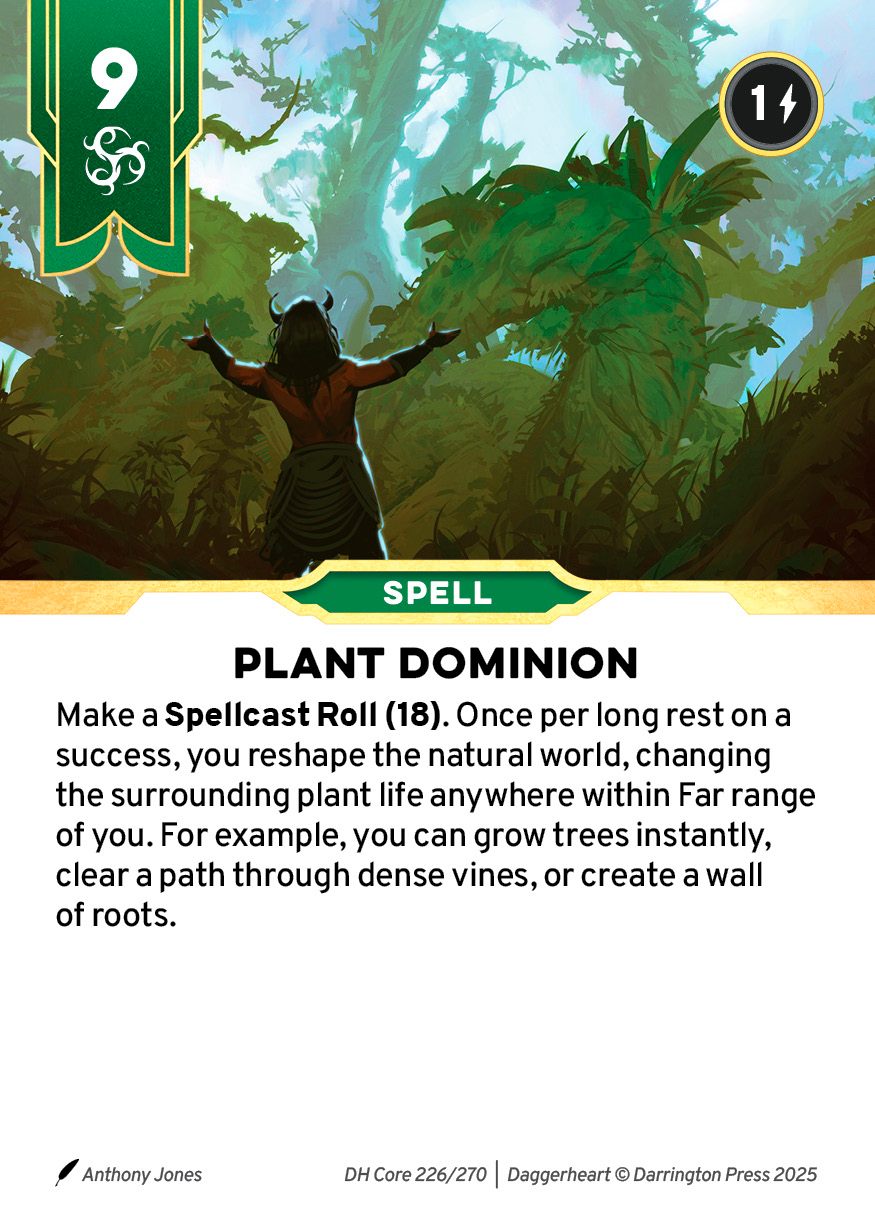 9
1
SPELL
PLANT DOMINION
Make a Spellcast Roll (18). Once per long rest on a
success, you reshape the natural world, changing
the surrounding plant life anywhere within Far range
of you. For example, you can grow trees instantly,
clear a path through dense vines, or create a wall
of roots.
Anthony Jones
DH Core 226/270 | Daggerheart © Darrington Press 2025